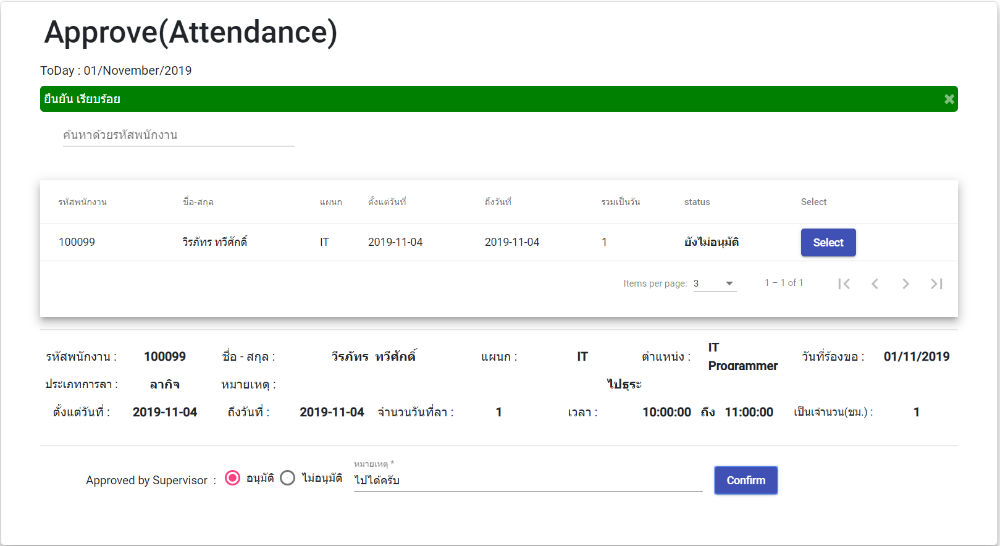 Approve(Attendance)
ToDay : 01/November/2019
ยืนยัน เรียบร้อย ✖
ค้นหาด้วยรหัสพนักงาน
รหัสพนักงาน ชื่อ-สกุล แผนก ตั้งแต่วันที่ ถึงวันที่ รวมเป็นวัน status Select
100099 วีรภัทร ทวีศักดิ์ IT 2019-11-04 2019-11-04 1 ยังไม่อนุมัติ Select
Items per page: 3 1 – 1 of 1
รหัสพนักงาน : 100099 ชื่อ - สกุล : วีรภัทร ทวีศักดิ์ แผนก : IT ตำแหน่ง : IT Programmer วันที่ร้องขอ : 01/11/2019
ประเภทการลา : ลากิจ หมายเหตุ : ไปธุระ
ตั้งแต่วันที่ : 2019-11-04 ถึงวันที่ : 2019-11-04 จำนวนวันที่ลา : 1 เวลา : 10:00:00 ถึง 11:00:00 เป็นเจำนวน(ชม.) : 1
หมายเหตุ *
Approved by Supervisor : อนุมัติ ไม่อนุมัติ ไปได้ครับ Confirm